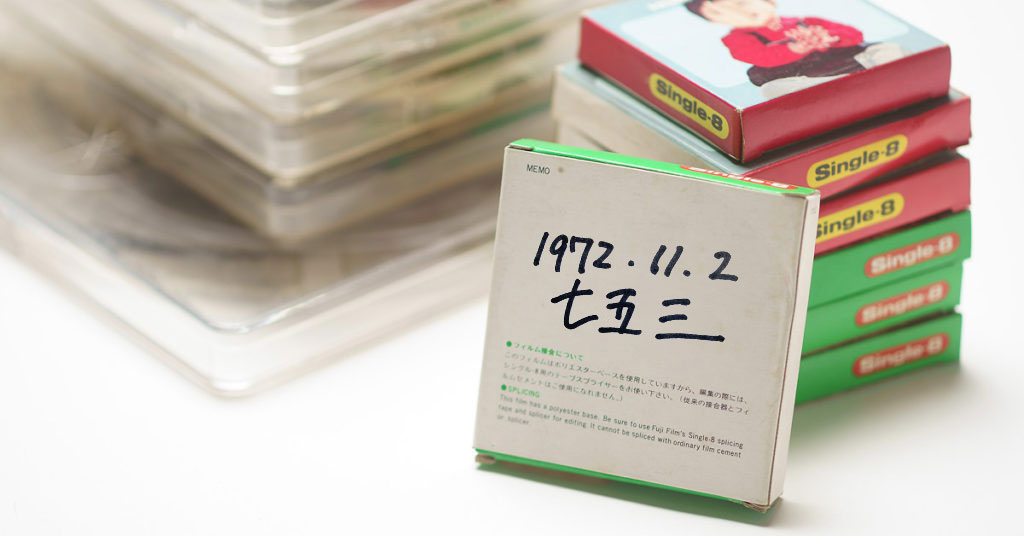 Single-8
Single-8
Single-8
Single-8
Single-8
Single-8
Single-8
MEMO
1972.11.2
七五三
●フィルム接合について
このフィルムはポリエスターベースを使用していますから、編集の際には、
シングル-8用のテープスプライサーをお使い下さい。(従来の接合器とフィ
ルムセメントはご使用になれません。)
●SPLICING
This film has a polyester base. Be sure to use Fuji Film's Single-8 splicing
tape and splicer for editing. It cannot be spliced with ordinary film cement
or splicer.